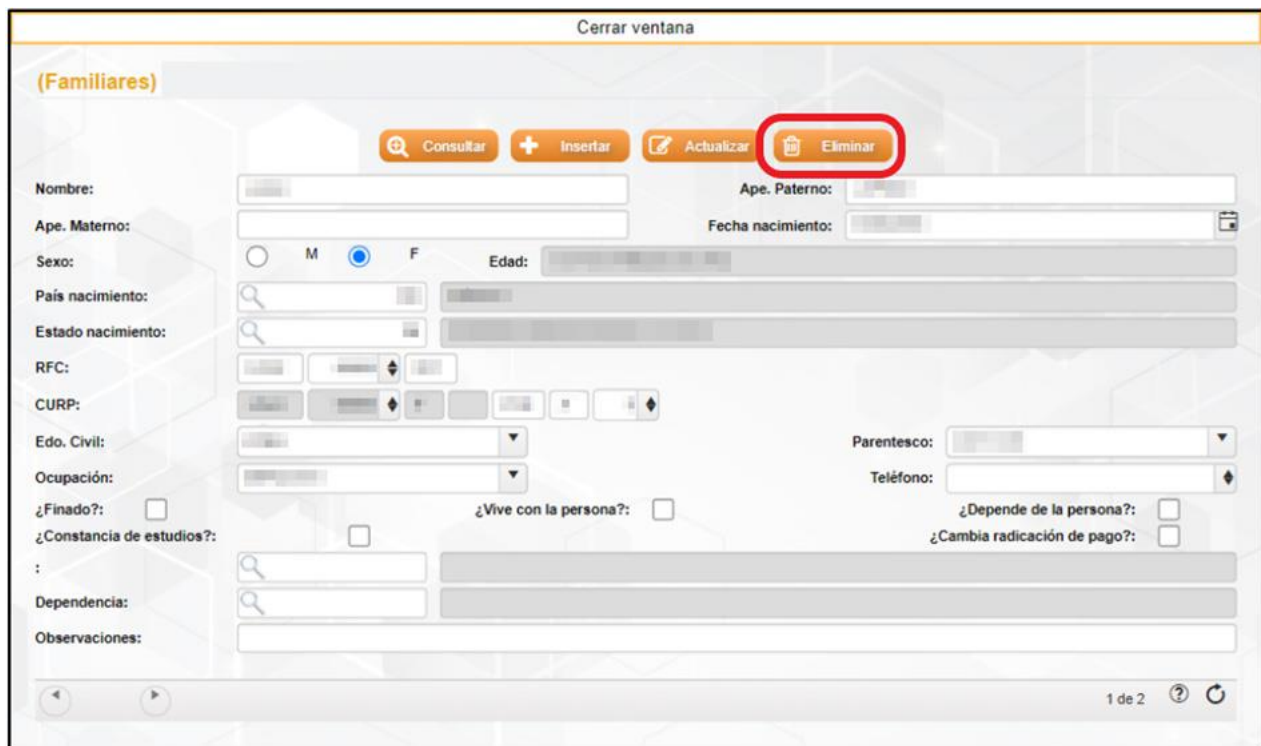 Cerrar ventana
(Familiares)
Consultar Insertar Actualizar Eliminar
Nombre: Ape. Paterno:
Ape. Materno: Fecha nacimiento:
Sexo: M F Edad:
País nacimiento:
Estado nacimiento:
RFC:
CURP:
Edo. Civil: Parentesco:
Ocupación: Teléfono:
¿Finado?: ¿Vive con la persona?: ¿Depende de la persona?:
¿Constancia de estudios?: ¿Cambia radicación de pago?:
:
Dependencia:
Observaciones:
1 de 2